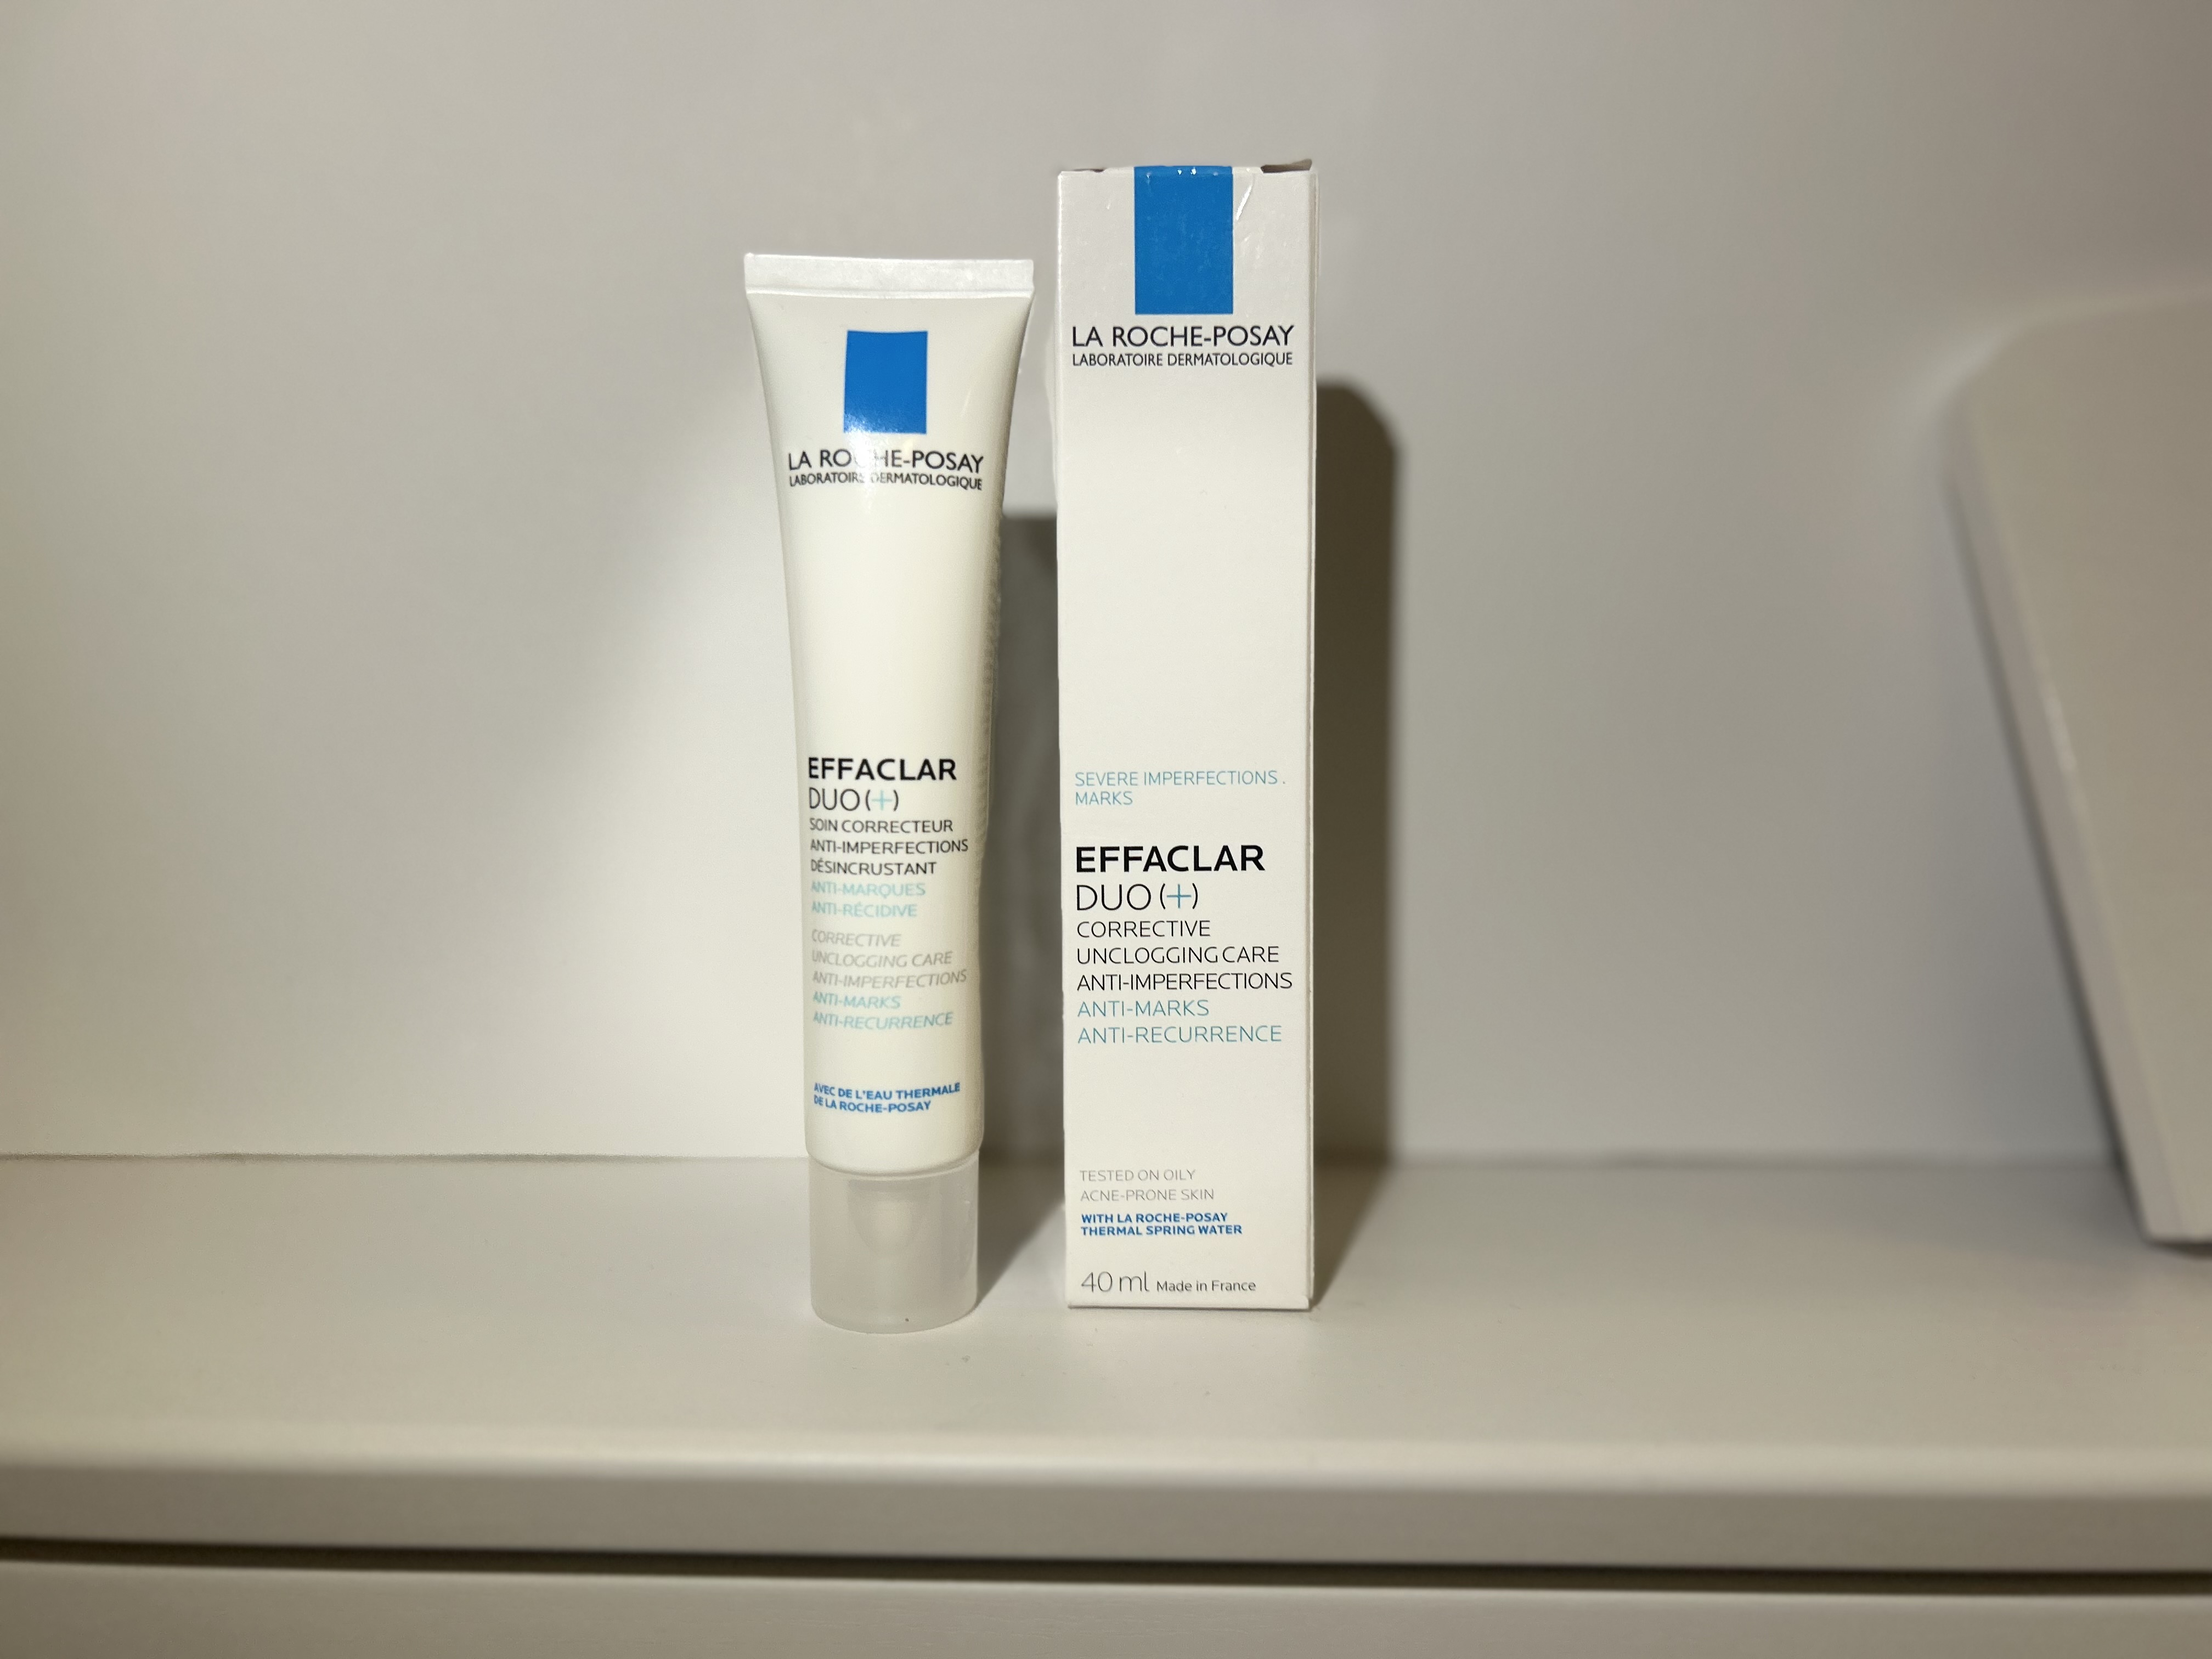 LA ROCHE-POSAY
LABORATOIRE DERMATOLOGIQUE
EFFACLAR
DUO(+)
SOIN CORRECTEUR
ANTI-IMPERFECTIONS
DÉSINCRUSTANT
ANTI-MARQUES
ANTI-RÉCIDIVE
CORRECTIVE
UNCLOGGING CARE
ANTI-IMPERFECTIONS
ANTI-MARKS
ANTI-RECURRENCE
AVEC DE L'EAU THERMALE
DE LA ROCHE-POSAY
LA ROCHE-POSAY
LABORATOIRE DERMATOLOGIQUE
SEVERE IMPERFECTIONS.
MARKS
EFFACLAR
DUO (+)
CORRECTIVE
UNCLOGGING CARE
ANTI-IMPERFECTIONS
ANTI-MARKS
ANTI-RECURRENCE
TESTED ON OILY
ACNE-PRONE SKIN
WITH LA ROCHE-POSAY
THERMAL SPRING WATER
40 ml Made in France